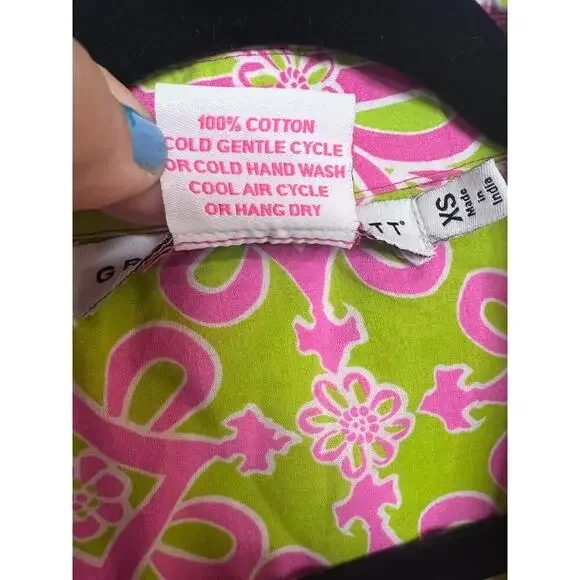 100% COTTON
COLD GENTLE CYCLE
OR COLD HAND WASH
COOL AIR CYCLE
OR HANG DRY
XS
Made
in
India